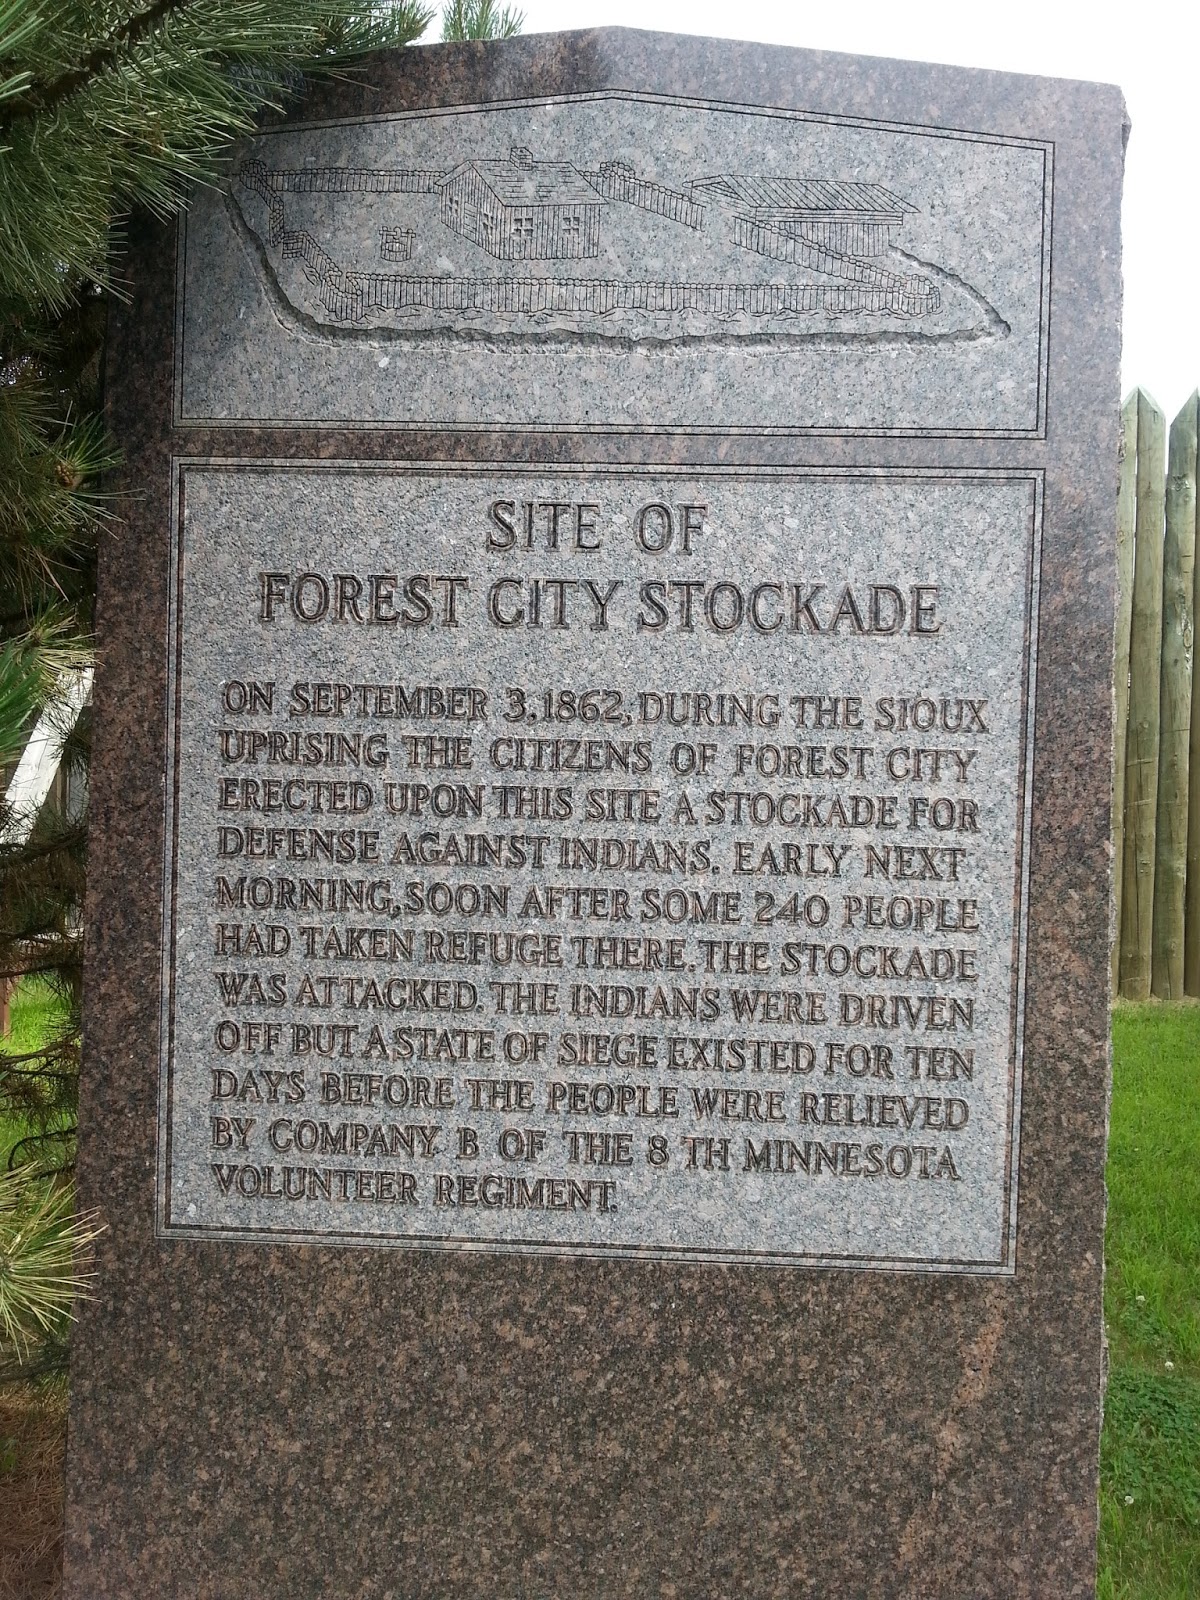 SITE OF
FOREST CITY STOCKADE
ON SEPTEMBER 3, 1862, DURING THE SIOUX
UPRISING THE CITIZENS OF FOREST CITY
ERECTED UPON THIS SITE A STOCKADE FOR
DEFENSE AGAINST INDIANS. EARLY NEXT
MORNING, SOON AFTER SOME 240 PEOPLE
HAD TAKEN REFUGE THERE. THE STOCKADE
WAS ATTACKED. THE INDIANS WERE DRIVEN
OFF BUT A STATE OF SIEGE EXISTED FOR TEN
DAYS BEFORE THE PEOPLE WERE RELIEVED
BY COMPANY B OF THE 8 TH MINNESOTA
VOLUNTEER REGIMENT.